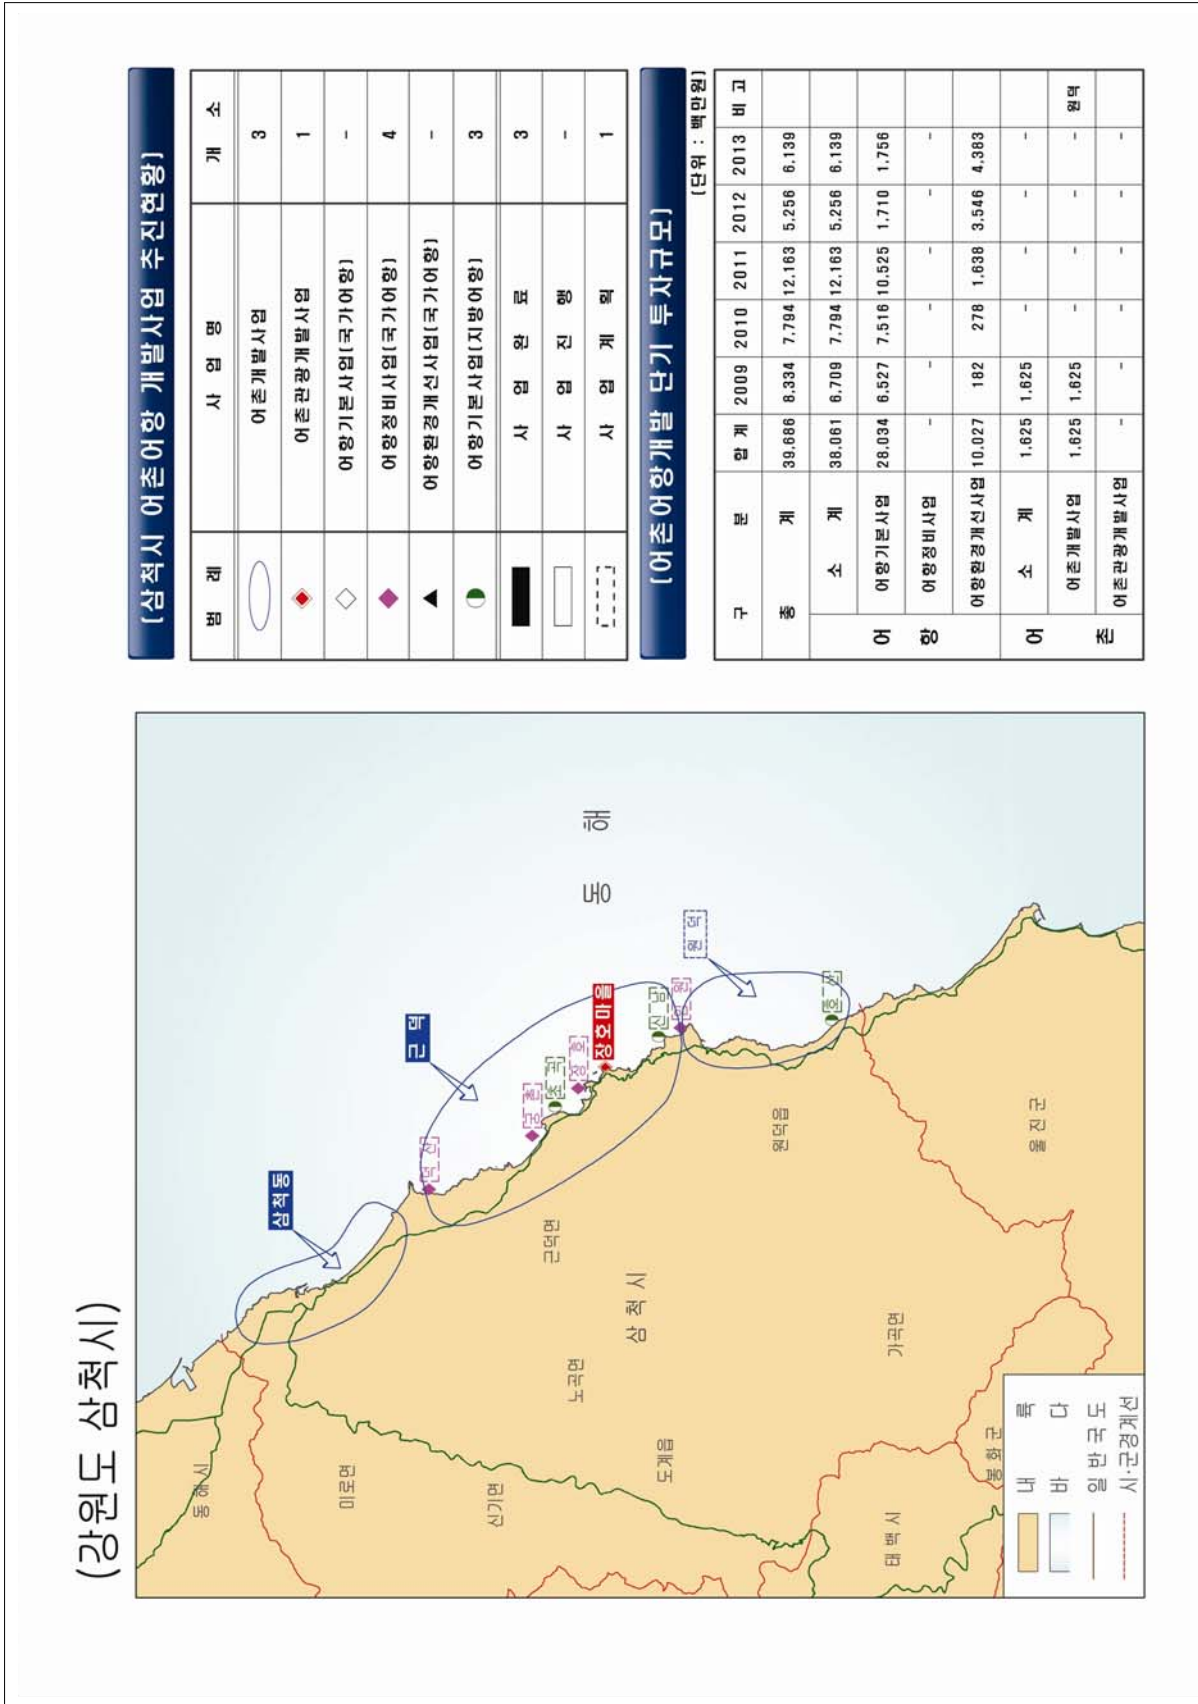 (강원도 삼척시)
동해시
미로면
신기면
도계읍
태백시
봉화군
노곡면
삼척시
근덕면
가곡면
원덕읍
울진군
동 해
삼척동
근 덕
원 덕
덕 산
궁 촌
초 곡
장 호
장호마을
신 남
임 원
호 산
내 륙
바 다
일 반 국 도
시·군경계선
[삼척시 어촌어항 개발사업 추진현황]
범 례 사 업 명 개 소
어촌개발사업 3
어촌관광개발사업 1
어항기본사업(국가어항) -
어항정비사업(국가어항) 4
어항환경개선사업(국가어항) -
어항기본사업(지방어항) 3
사 업 완 료 3
사 업 진 행 -
사 업 계 획 1
[어촌어항개발 단기 투자규모]
(단위 : 백만원)
구 분 합 계 2009 2010 2011 2012 2013 비 고
총 계 39.686 8.334 7.794 12.163 5.256 6.139
어 항
소 계 38.061 6.709 7.794 12.163 5.256 6.139
어항기본사업 28.034 6.527 7.516 10.525 1.710 1.756
어항정비사업 - - - - - -
어항환경개선사업 10.027 182 278 1.638 3.546 4.383
어 촌
소 계 1.625 1.625 - - - -
어촌개발사업 1.625 1.625 - - - - 원덕
어촌관광개발사업 - - - - - -